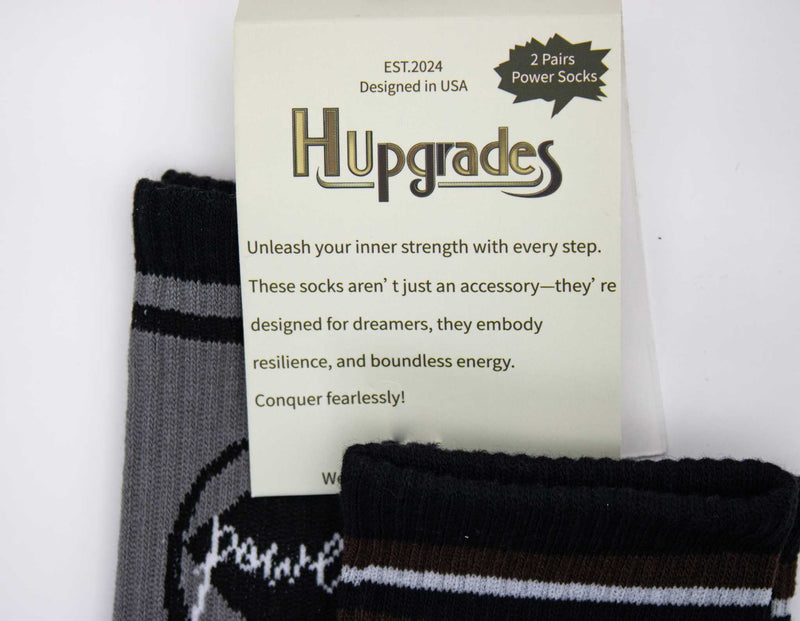 EST.2024
Designed in USA
2 Pairs
Power Socks
Hupgrades
Unleash your inner strength with every step.
These socks aren’ t just an accessory—they’ re
designed for dreamers, they embody
resilience, and boundless energy.
Conquer fearlessly!